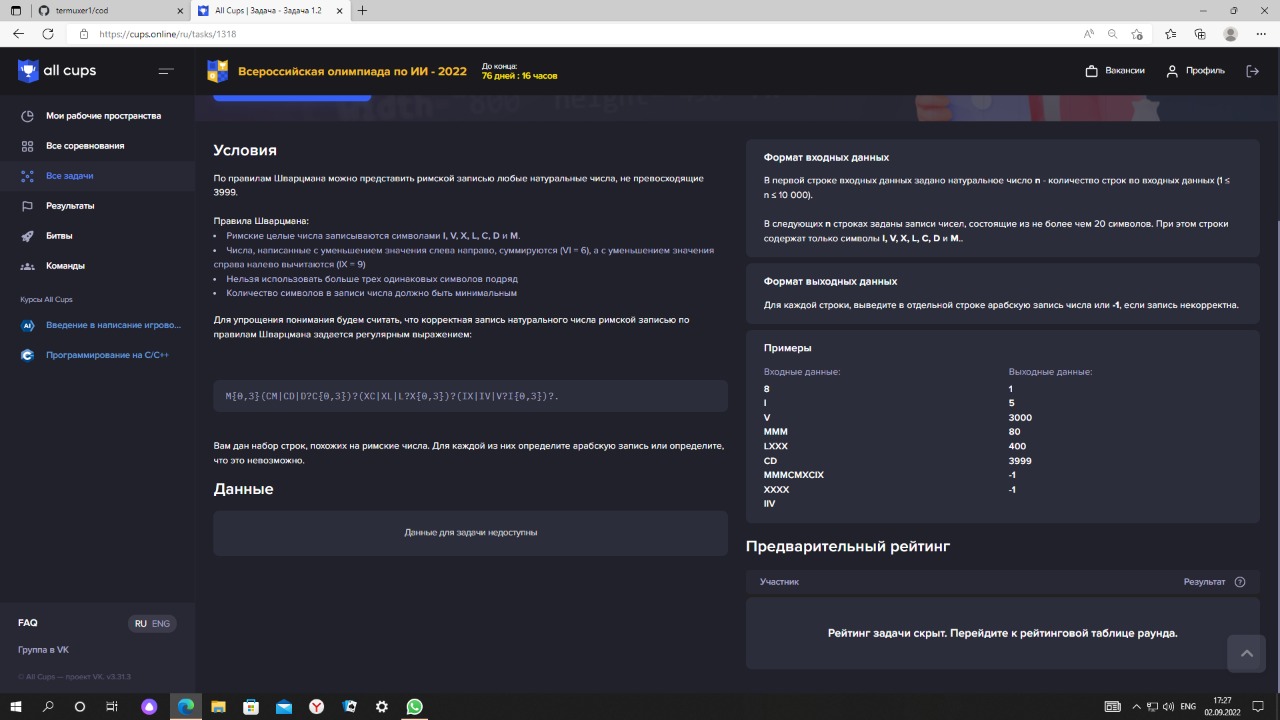 termuxer1/cod
All Cups | Задача - Задача 1.2
https://cups.online/ru/tasks/1318
all cups
Всероссийская олимпиада по ИИ - 2022
До конца:
76 дней : 16 часов
Вакансии
Профиль
Мои рабочие пространства
Все соревнования
Все задачи
Результаты
Битвы
Команды
Курсы All Cups
Введение в написание игрово...
Программирование на C/C++
FAQ
RU ENG
Группа в VK
© All Cups — проект VK. v3.31.3
Условия
По правилам Шварцмана можно представить римской записью любые натуральные числа, не превосходящие
3999.
Правила Шварцмана:
• Римские целые числа записываются символами I, V, X, L, C, D и M.
• Числа, написанные с уменьшением значения слева направо, суммируются (VI = 6), а с уменьшением значения
справа налево вычитаются (IX = 9)
• Нельзя использовать больше трех одинаковых символов подряд
• Количество символов в записи числа должно быть минимальным
Для упрощения понимания будем считать, что корректная запись натурального числа римской записью по
правилам Шварцмана задается регулярным выражением:
M{0,3}(CM|CD|D?C{0,3})?(XC|XL|L?X{0,3})?(IX|IV|V?I{0,3})?.
Вам дан набор строк, похожих на римские числа. Для каждой из них определите арабскую запись или определите,
что это невозможно.
Данные
Данные для задачи недоступны
Формат входных данных
В первой строке входных данных задано натуральное число n - количество строк во входных данных (1 ≤
n ≤ 10 000).
В следующих n строках заданы записи чисел, состоящие из не более чем 20 символов. При этом строки
содержат только символы I, V, X, L, C, D и M..
Формат выходных данных
Для каждой строки, выведите в отдельной строке арабскую запись числа или -1, если запись некорректна.
Примеры
Входные данные:
Выходные данные:
8
1
I
5
V
3000
MMM
80
LXXX
400
CD
3999
MMMCMXCIX
-1
XXXX
-1
IIV
Предварительный рейтинг
Участник
Результат
Рейтинг задачи скрыт. Перейдите к рейтинговой таблице раунда.
ENG
17:27
02.09.2022